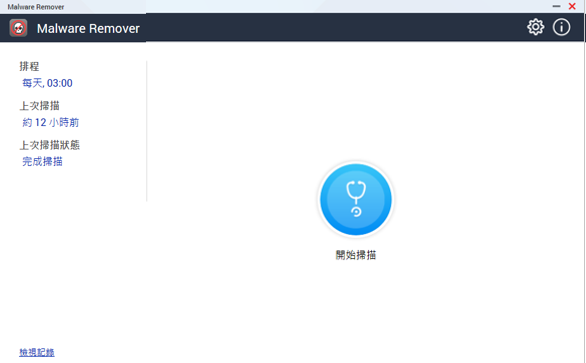 Malware Remover
Malware Remover
排程
每天, 03:00
上次掃描
約 12 小時前
上次掃描狀態
完成掃描
開始掃描
檢視記錄